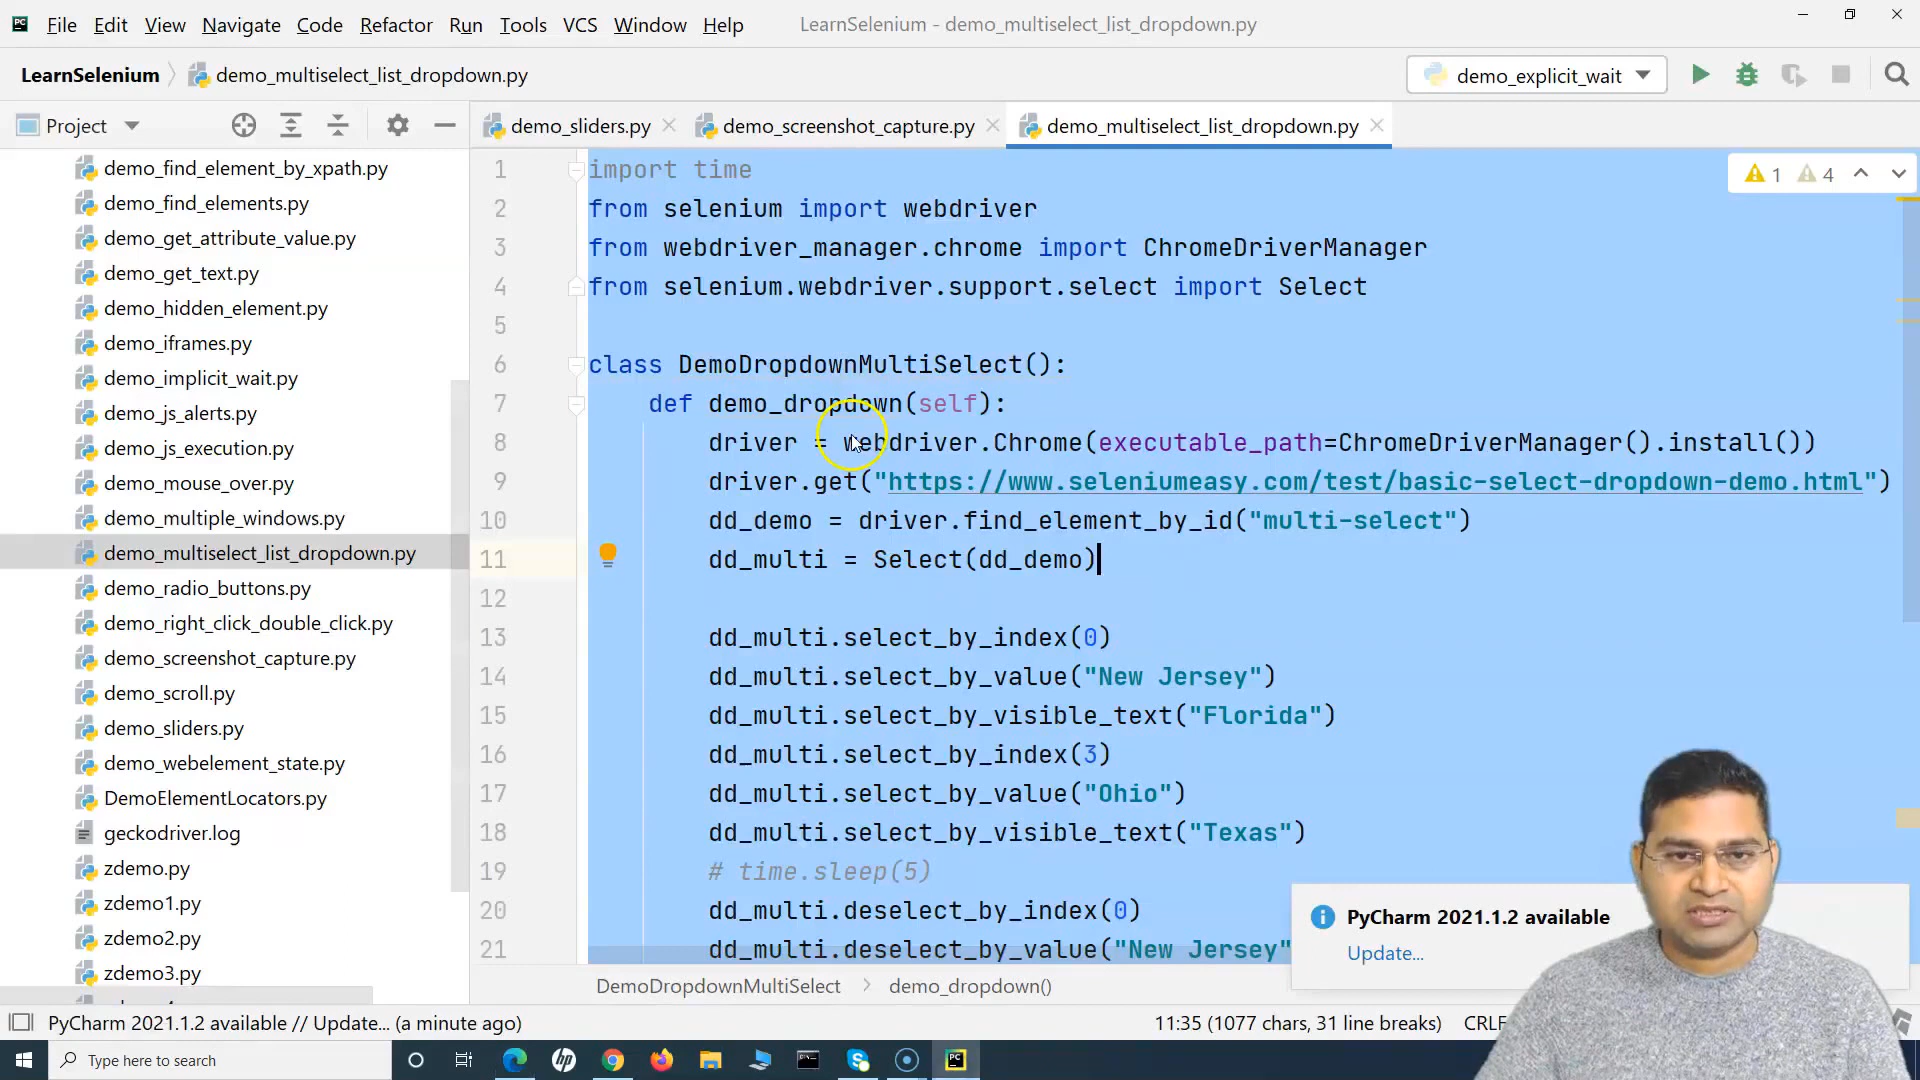 File Edit View Navigate Code Refactor Run Tools VCS Window Help LearnSelenium - demo_multiselect_list_dropdown.py
LearnSelenium demo_multiselect_list_dropdown.py demo_explicit_wait
Project demo_sliders.py demo_screenshot_capture.py demo_multiselect_list_dropdown.py
demo_find_element_by_xpath.py
demo_find_elements.py
demo_get_attribute_value.py
demo_get_text.py
demo_hidden_element.py
demo_iframes.py
demo_implicit_wait.py
demo_js_alerts.py
demo_js_execution.py
demo_mouse_over.py
demo_multiple_windows.py
demo_multiselect_list_dropdown.py
demo_radio_buttons.py
demo_right_click_double_click.py
demo_screenshot_capture.py
demo_scroll.py
demo_sliders.py
demo_webelement_state.py
DemoElementLocators.py
geckodriver.log
zdemo.py
zdemo1.py
zdemo2.py
zdemo3.py
1 import time
2 from selenium import webdriver
3 from webdriver_manager.chrome import ChromeDriverManager
4 from selenium.webdriver.support.select import Select
5
6 class DemoDropdownMultiSelect():
7 def demo_dropdown(self):
8 driver = webdriver.Chrome(executable_path=ChromeDriverManager().install())
9 driver.get("https://www.seleniumeasy.com/test/basic-select-dropdown-demo.html")
10 dd_demo = driver.find_element_by_id("multi-select")
11 dd_multi = Select(dd_demo)
12
13 dd_multi.select_by_index(0)
14 dd_multi.select_by_value("New Jersey")
15 dd_multi.select_by_visible_text("Florida")
16 dd_multi.select_by_index(3)
17 dd_multi.select_by_value("Ohio")
18 dd_multi.select_by_visible_text("Texas")
19 # time.sleep(5)
20 dd_multi.deselect_by_index(0)
21 dd_multi.deselect_by_value("New Jersey"
1 4
PyCharm 2021.1.2 available
Update...
DemoDropdownMultiSelect demo_dropdown()
PyCharm 2021.1.2 available // Update... (a minute ago) 11:35 (1077 chars, 31 line breaks) CRLF
Type here to search
hp
PC